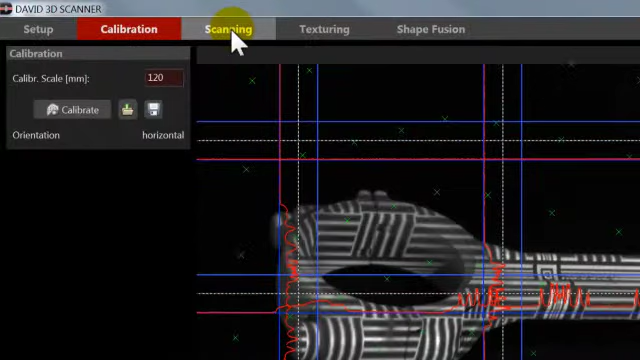 DAVID 3D SCANNER
Setup Calibration Scanning Texturing Shape Fusion
Calibration
Calibr. Scale [mm]: 120
Calibrate
Orientation horizontal